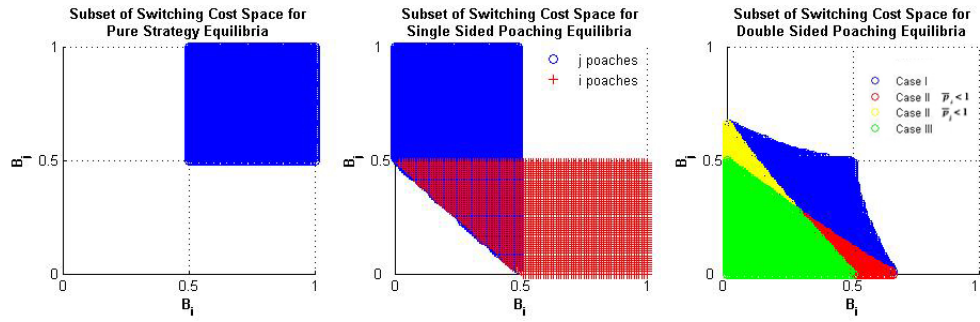 Subset of Switching Cost Space for
Pure Strategy Equilibria
1
0.5
0
B_j
0
0.5
1
B_i
Subset of Switching Cost Space for
Single Sided Poaching Equilibria
j poaches
i poaches
1
0.5
0
B_j
0
0.5
1
B_i
Subset of Switching Cost Space for
Double Sided Poaching Equilibria
Case I
Case II p̅_i<1
Case II p̅_j<1
Case III
1
0.5
0
B_j
0
0.5
1
B_i